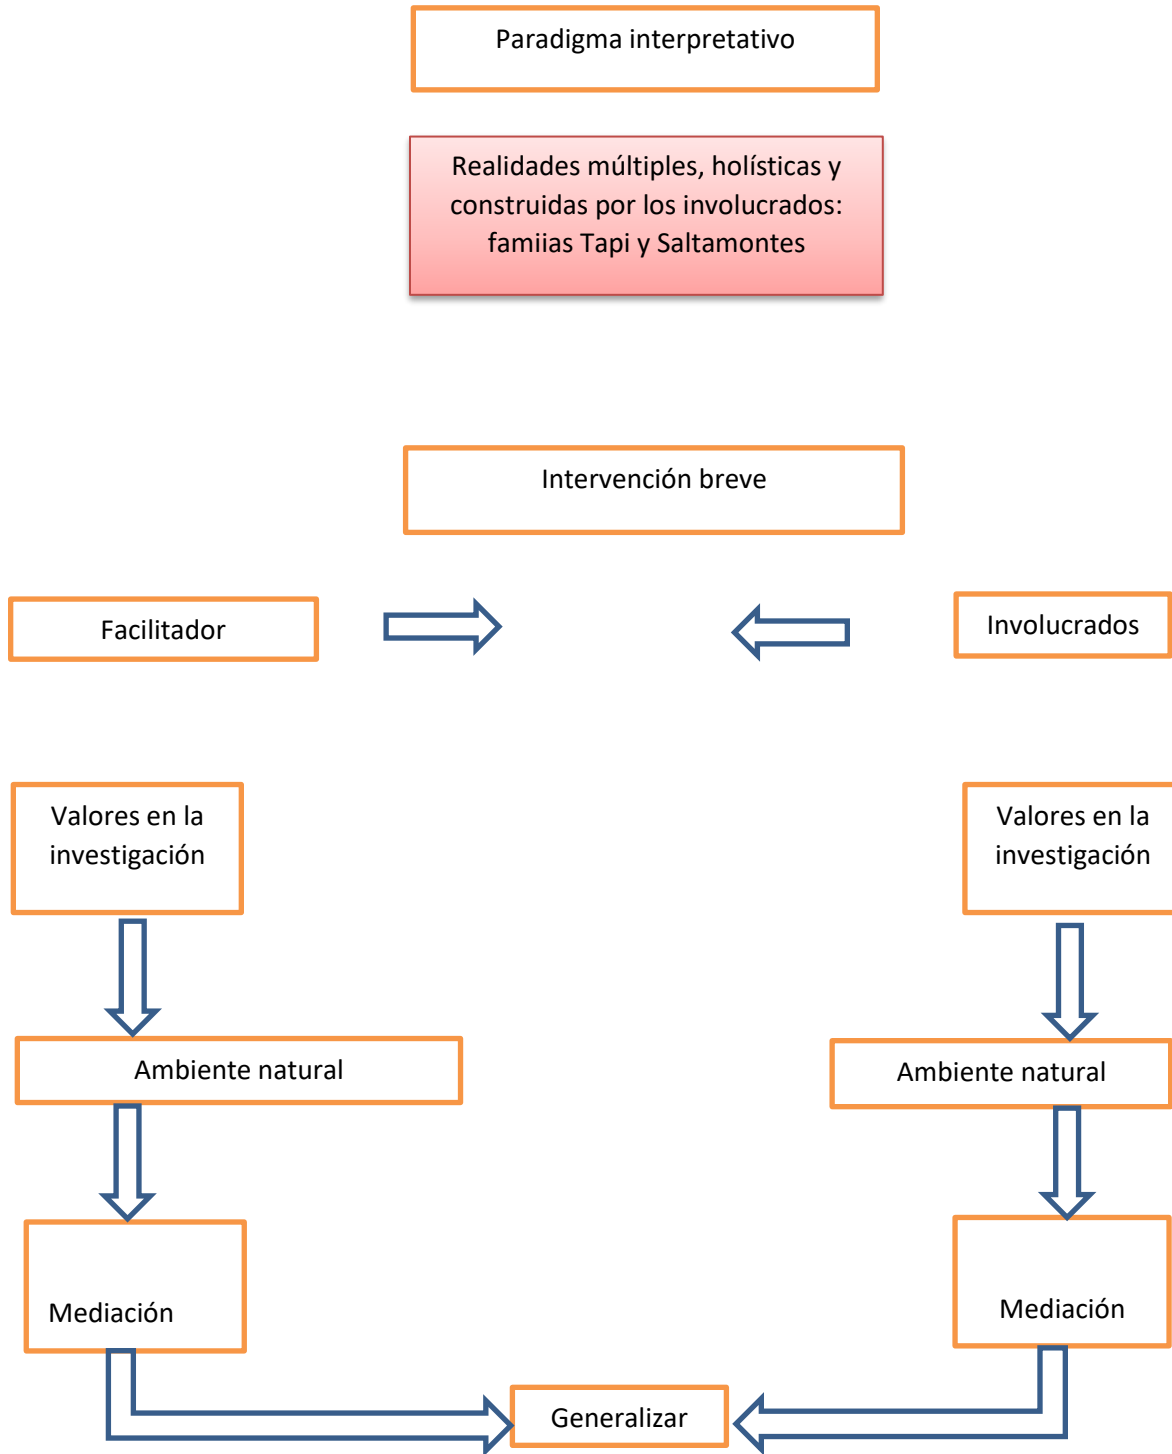 Paradigma interpretativo
Realidades múltiples, holísticas y
construidas por los involucrados:
famiias Tapi y Saltamontes
Intervención breve
Facilitador
Involucrados
Valores en la
investigación
Valores en la
investigación
Ambiente natural
Ambiente natural
Mediación
Mediación
Generalizar